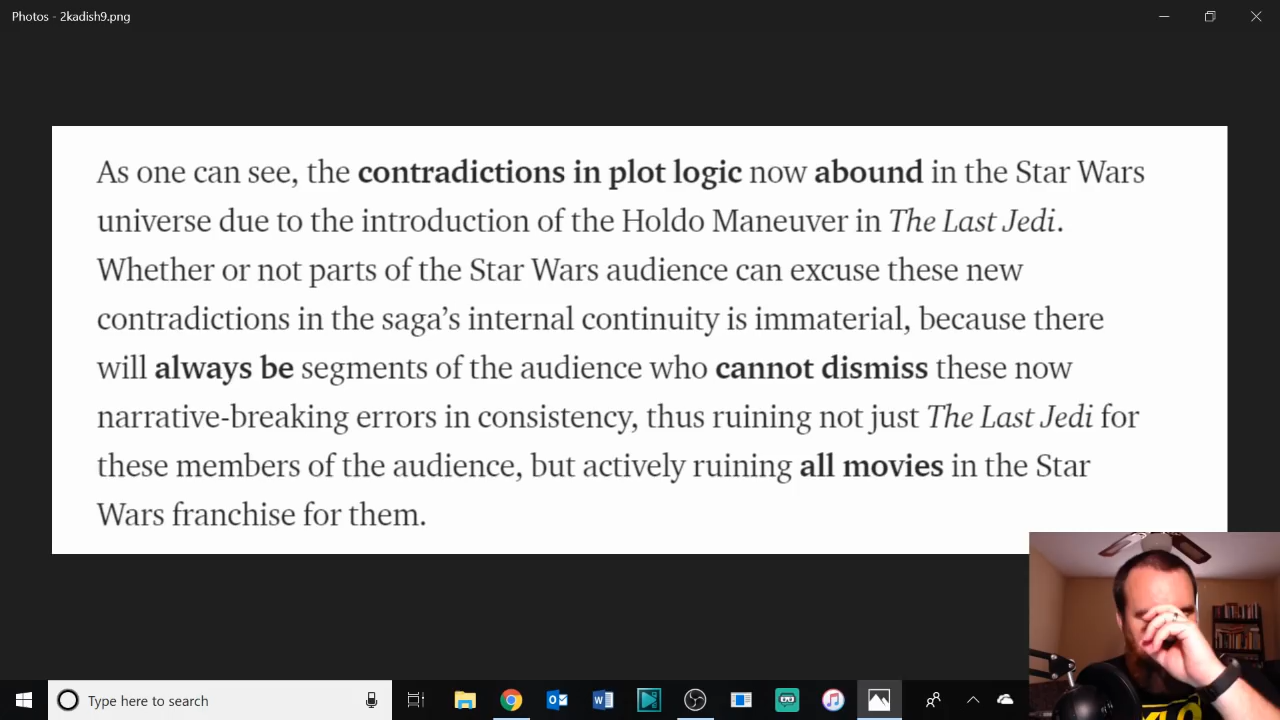 Photos - 2kadish9.png
As one can see, the contradictions in plot logic now abound in the Star Wars
universe due to the introduction of the Holdo Maneuver in The Last Jedi.
Whether or not parts of the Star Wars audience can excuse these new
contradictions in the saga’s internal continuity is immaterial, because there
will always be segments of the audience who cannot dismiss these now
narrative-breaking errors in consistency, thus ruining not just The Last Jedi for
these members of the audience, but actively ruining all movies in the Star
Wars franchise for them.
Type here to search